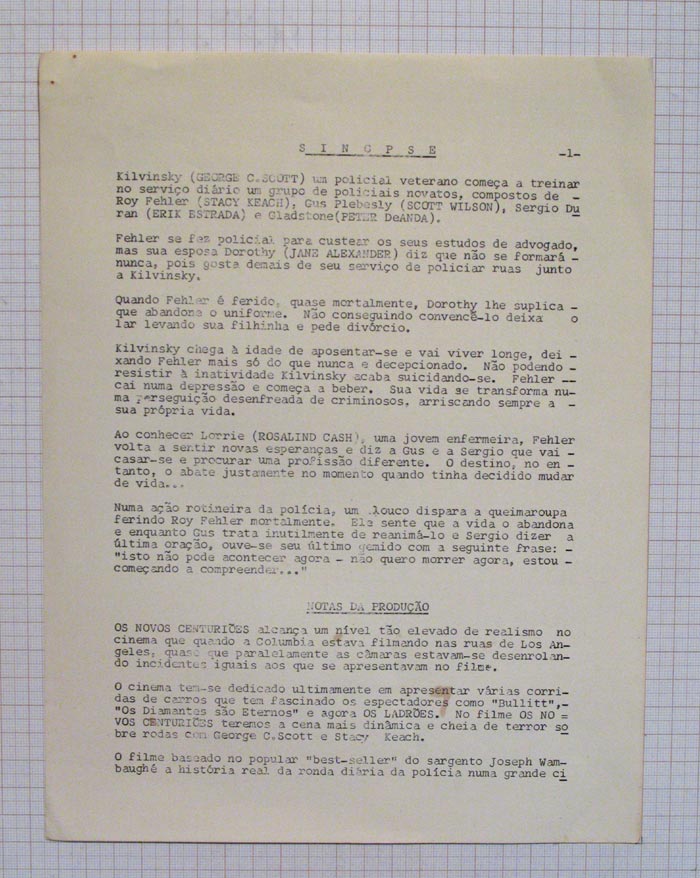 S I N O P S E -1-
Kilvinsky (GEORGE C.SCOTT) um policial veterano começa a treinar
no serviço diário um grupo de policiais novatos, compostos de -
Roy Fehler (STACY KEACH), Gus Plebesly (SCOTT WILSON), Sergio Du
ran (ERIK ESTRADA) e Gladstone(PETER DeANDA).
Fehler se fez policial para custear os seus estudos de advogado,
mas sua esposa Dorothy (JANE ALEXANDER) diz que não se formará -
nunca, pois gosta demais de seu serviço de policiar ruas junto
a Kilvinsky.
Quando Fehler é ferido, quase mortalmente, Dorothy lhe suplica -
que abandone o uniforme. Não conseguindo convencê-lo deixa o
lar levando sua filhinha e pede divórcio.
Kilvinsky chega à idade de aposentar-se e vai viver longe, dei -
xando Fehler mais só do que nunca e decepcionado. Não podendo -
resistir à inatividade Kilvinsky acaba suicidando-se. Fehler --
cai numa depressão e começa a beber. Sua vida se transforma nu-
ma perseguição desenfreada de criminosos, arriscando sempre a -
sua própria vida.
Ao conhecer Lorrie (ROSALIND CASH), uma jovem enfermeira, Fehler
volta a sentir novas esperanças e diz a Gus e a Sergio que vai -
casar-se e procurar uma profissão diferente. O destino, no en -
tanto, o abate justamente no momento quando tinha decidido mudar
de vida...
Numa ação rotineira da polícia, um louco dispara a queimaroupa
ferindo Roy Fehler mortalmente. Ele sente que a vida o abandona
e enquanto Gus trata inutilmente de reanimá-lo e Sergio dizer a
última oração, ouve-se seu último gemido com a seguinte frase: -
"isto não pode acontecer agora - não quero morrer agora, estou -
começando a compreender..."
NOTAS DA PRODUÇÃO
OS NOVOS CENTURIÕES alcança um nível tão elevado de realismo no
cinema que quando a Columbia estava filmando nas ruas de Los An-
geles, quase que paralelamente as câmaras estavam-se desenrolan-
do incidentes iguais aos que se apresentavam no filme.
O cinema tem-se dedicado ultimamente em apresentar várias corri-
das de carros que tem fascinado os espectadores como "Bullitt",-
"Os Diamantes são Eternos" e agora OS LADRÕES. No filme OS NO =
VOS CENTURIÕES teremos a cena mais dinâmica e cheia de terror so
bre rodas com George C.Scott e Stacy Keach.
O filme baseado no popular "best-seller" do sargento Joseph Wam-
baughé a história real da ronda diária da polícia numa grande ci